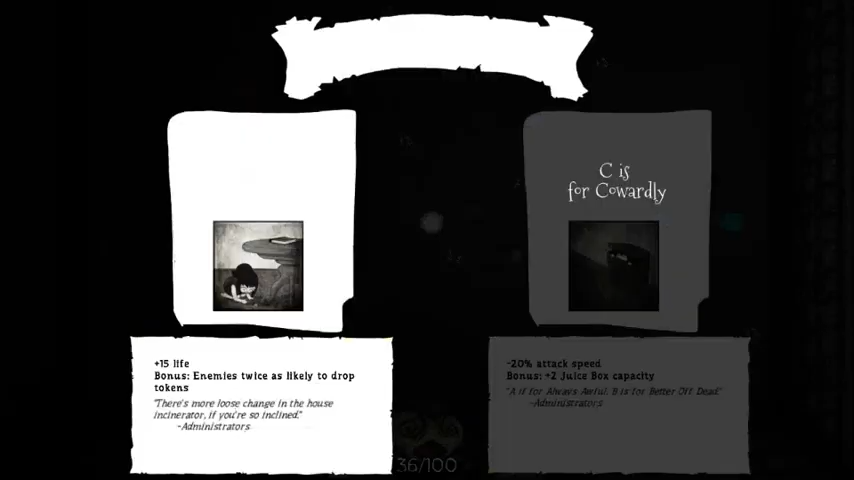 C is
for Cowardly
+15 life
Bonus: Enemies twice as likely to drop
tokens
"There's more loose change in the house
incinerator, if you're so inclined."
-Administrators
-20% attack speed
Bonus: +2 Juice Box capacity
"A if for Always Awful. B is for Better Off Dead."
-Administrators
36/100